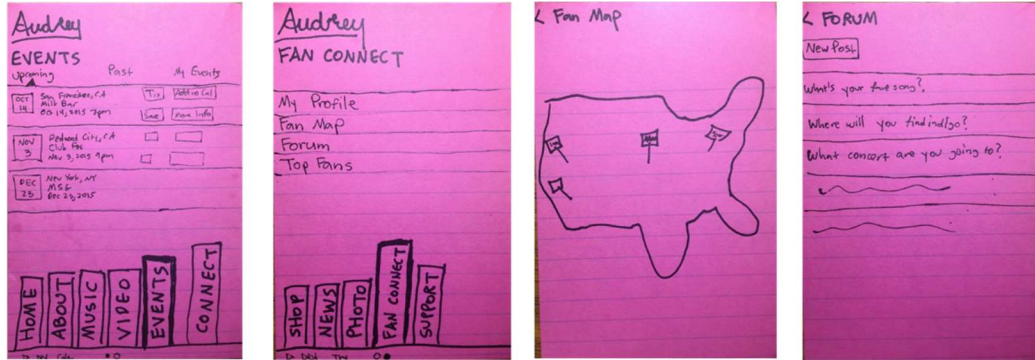 Audrey
EVENTS
Upcoming Past My Events
OCT
14
San Francisco, CA
Milk Bar
Oct 14, 2015 7pm
Tix
Add to Cal
Save
More Info
NOV
3
Redwood City, CA
Club Fox
Nov 3, 2015 9pm
DEC
23
New York, NY
MSG
Dec 23, 2015
HOME
ABOUT
MUSIC
VIDEO
EVENTS
CONNECT
Audrey
FAN CONNECT
My Profile
Fan Map
Forum
Top Fans
SHOP
NEWS
PHOTO
FAN CONNECT
SUPPORT
< Fan Map
< FORUM
New Post
What's your fave song?
Where will you find indigo?
What concert are you going to?